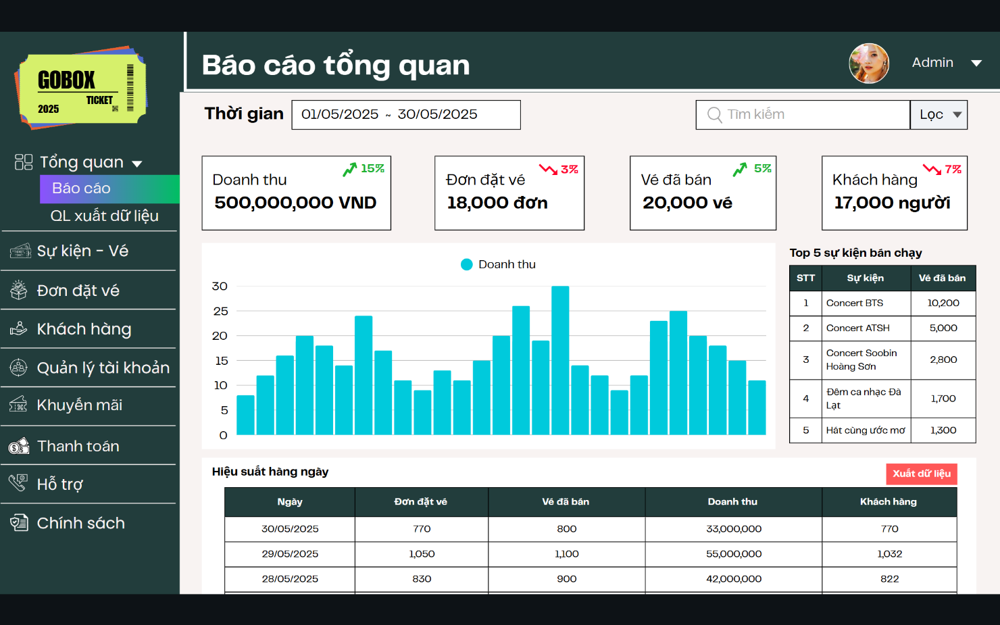 GOBOX
TICKET
2025
Báo cáo tổng quan
Admin
Tổng quan
Báo cáo
QL xuất dữ liệu
Sự kiện - Vé
Đơn đặt vé
Khách hàng
Quản lý tài khoản
Khuyến mãi
Thanh toán
Hỗ trợ
Chính sách
Thời gian
01/05/2025 ~ 30/05/2025
Tìm kiếm
Lọc
15%
Doanh thu
500,000,000 VND
3%
Đơn đặt vé
18,000 đơn
5%
Vé đã bán
20,000 vé
7%
Khách hàng
17,000 người
Doanh thu
30
25
20
15
10
5
0
Top 5 sự kiện bán chạy
STT Sự kiện Vé đã bán
1 Concert BTS 10,200
2 Concert ATSH 5,000
3 Concert Soobin Hoàng Sơn 2,800
4 Đêm ca nhạc Đà Lạt 1,700
5 Hát cùng ước mơ 1,300
Hiệu suất hàng ngày
Xuất dữ liệu
Ngày Đơn đặt vé Vé đã bán Doanh thu Khách hàng
30/05/2025 770 800 33,000,000 770
29/05/2025 1,050 1,100 55,000,000 1,032
28/05/2025 830 900 42,000,000 822